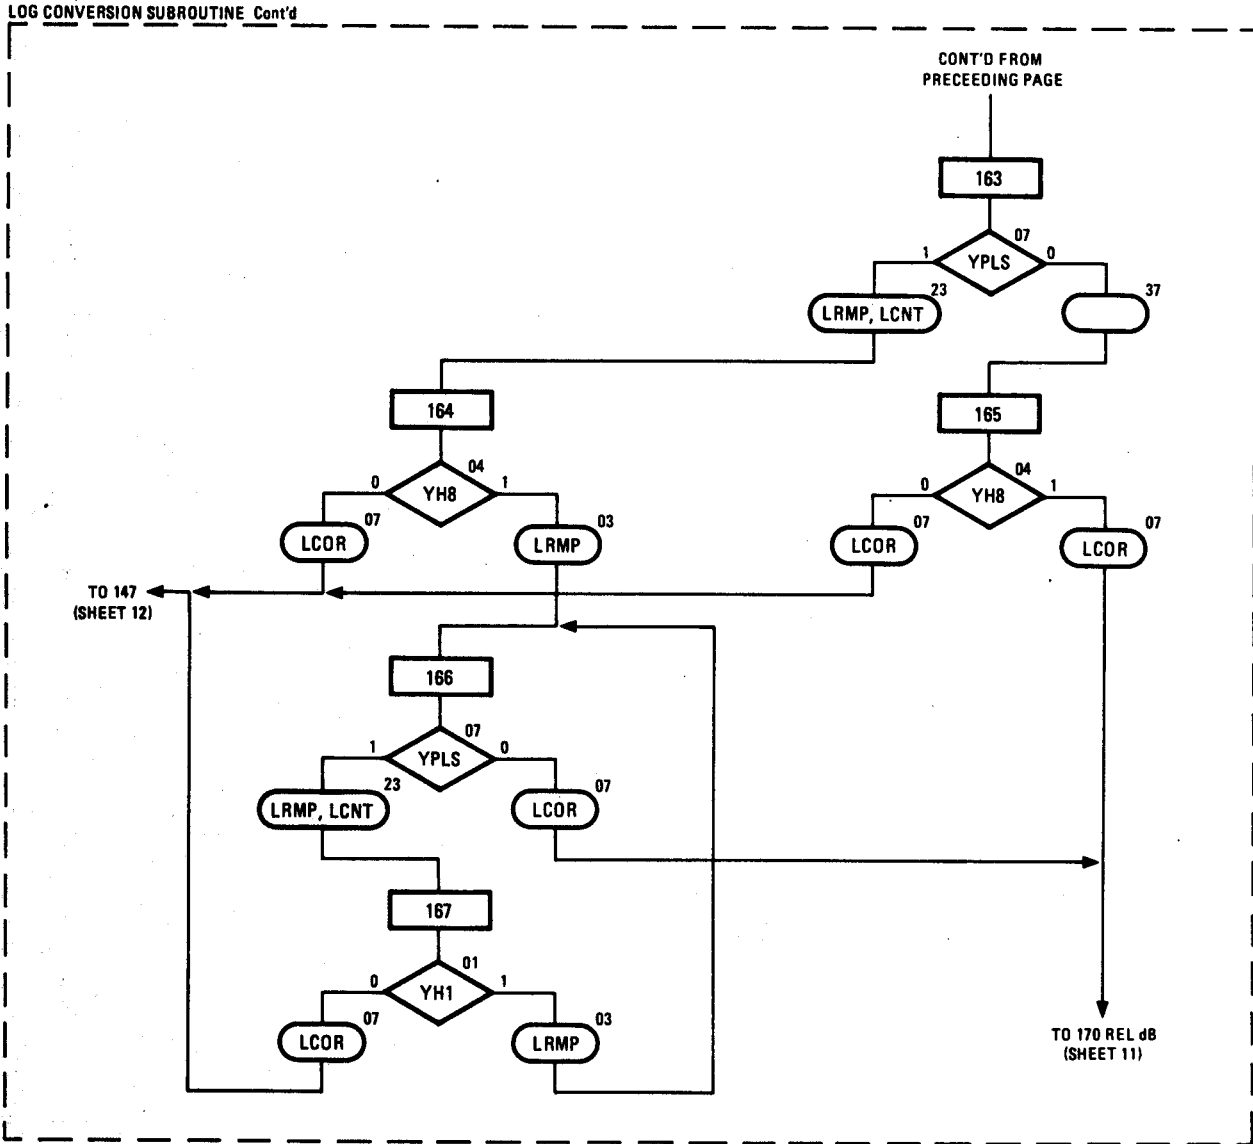 LOG CONVERSION SUBROUTINE Cont'd
CONT'D FROM
PRECEEDING PAGE
163
07
1 YPLS 0
23
LRMP, LCNT
37
164
165
04
0 YH8 1
04
0 YH8 1
07
LCOR
03
LRMP
07
LCOR
07
LCOR
TO 147
(SHEET 12)
166
07
1 YPLS 0
23
LRMP, LCNT
07
LCOR
167
01
0 YH1 1
07
LCOR
03
LRMP
TO 170 REL dB
(SHEET 11)